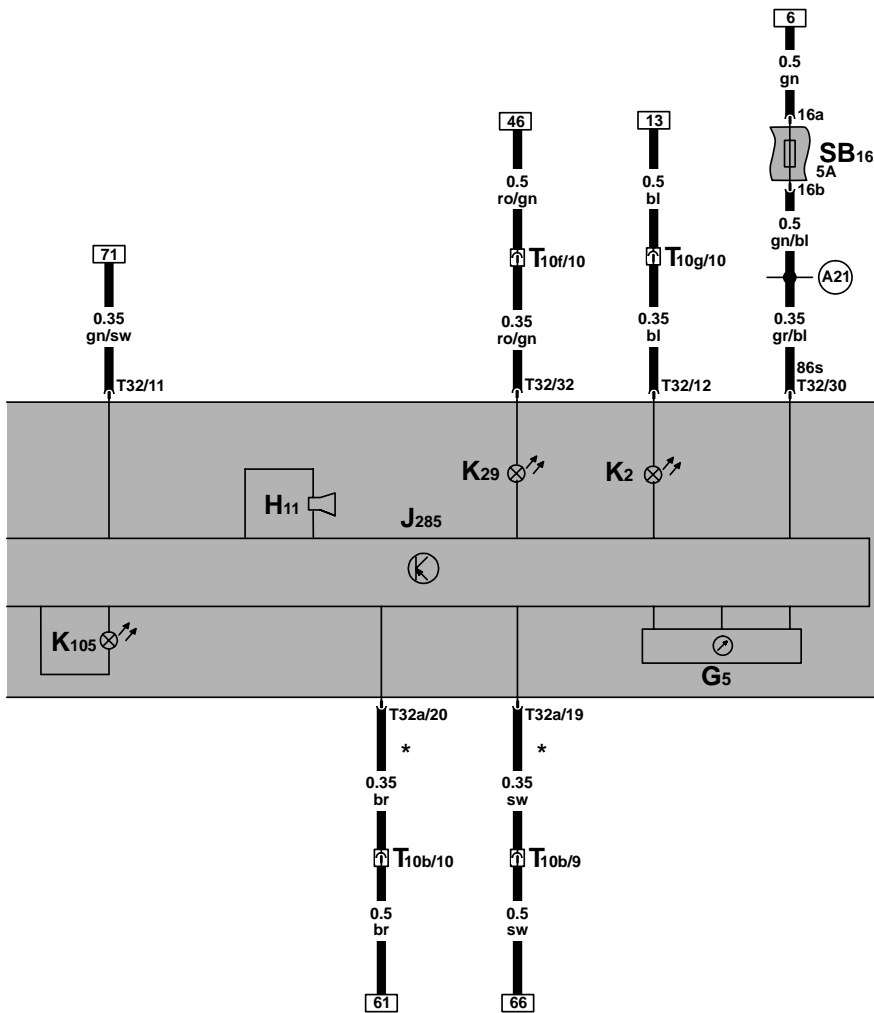 6
0.5
gn
16a
SB16
5A
16b
0.5
gn/bl
A21
0.35
gr/bl
86s
T32/30
46
0.5
ro/gn
T10f/10
0.35
ro/gn
T32/32
13
0.5
bl
T10g/10
0.35
bl
T32/12
71
0.35
gn/sw
T32/11
K29
K2
H11
J285
K105
G5
T32a/20
*
0.35
br
T10b/10
0.5
br
61
T32a/19
*
0.35
sw
T10b/9
0.5
sw
66